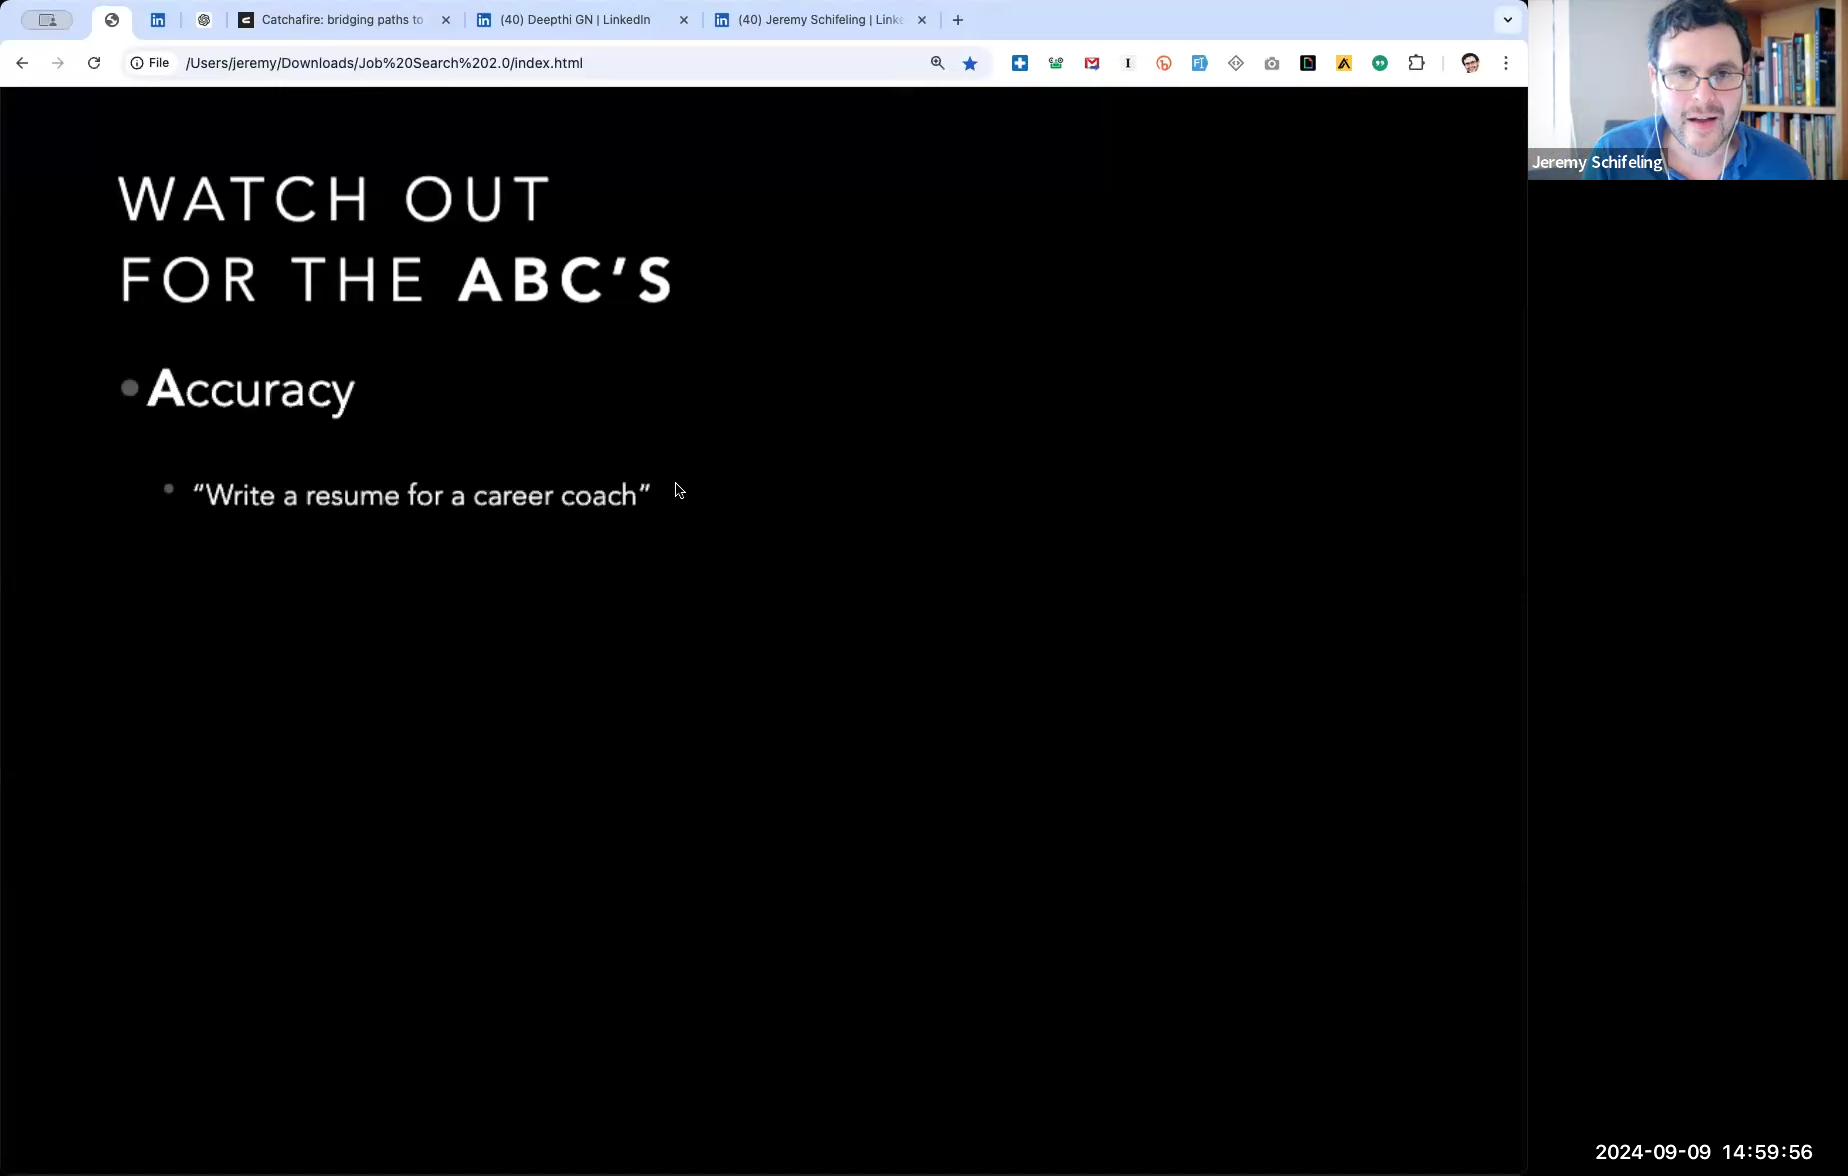 Catchafire: bridging paths to
(40) Deepthi GN | LinkedIn
(40) Jeremy Schifeling | Linke
File
/Users/jeremy/Downloads/Job%20Search%202.0/index.html
Jeremy Schifeling
WATCH OUT
FOR THE ABC’S
Accuracy
“Write a resume for a career coach”
2024-09-09 14:59:56